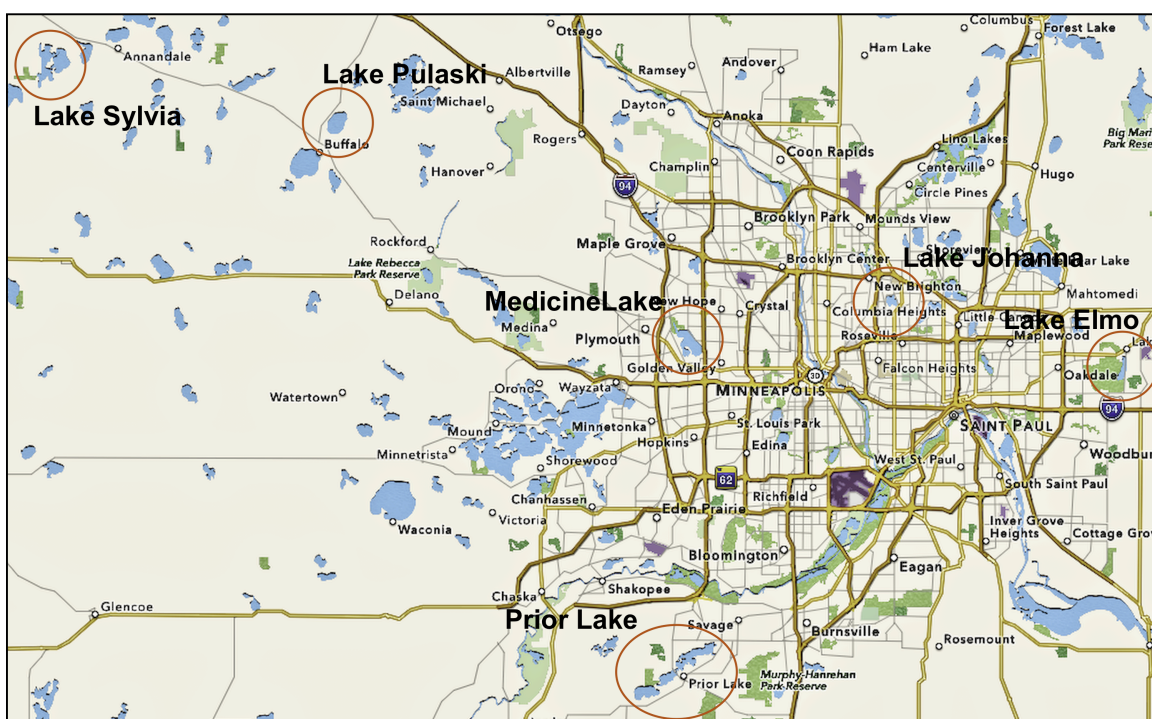 Columbus
Forest Lake
Otsego
Ham Lake
Annandale
Andover
Lake Pulaski
Albertville
Ramsey
Saint Michael
Dayton
Lake Sylvia
Anoka
Buffalo
Rogers
Lino Lakes
Big
Park
Coon Rapids
Hanover
Champlin
Centerville
Hugo
94
Circle Pines
Brooklyn Park
Mounds View
Rockford
Maple Grove
Shoreview
Lake Johanna
Lake Rebecca
Park Reserve
Brooklyn Center
Lake
New Brighton
Delano
MedicineLake
Hope
Crystal
Columbia Heights
Mahtomedi
Medina
Plymouth
Little
Lake Elmo
Roseville
Maplewood
Golden Valley
Falcon Heights
Oakdale
Orono
Wayzata
3D
MINNEAPOLIS
Watertown
94
Mound
Minnetonka
St. Louis Park
SAINT PAUL
Hopkins
Edina
Minnetrista
Shorewood
West St. Paul
62
South Saint Paul
Chanhassen
Richfield
Victoria
Eden Prairie
Waconia
Inver Grove
Heights
Cottage
Bloomington
Eagan
Chaska
Shakopee
Glencoe
Prior Lake
Savage
Burnsville
Rosemount
Prior Lake
Murphy-Hanrehan
Park Reserve